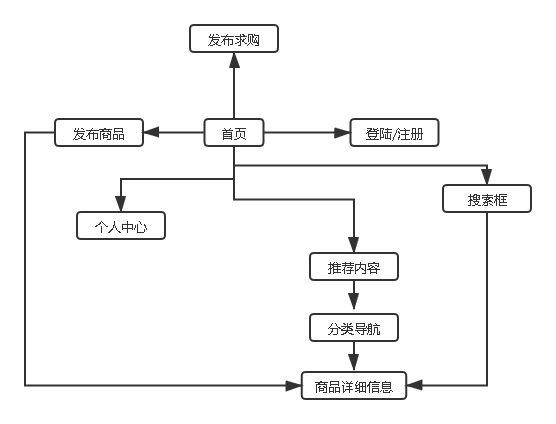 发布求购
发布商品
首页
登陆/注册
搜索框
个人中心
推荐内容
分类导航
商品详细信息